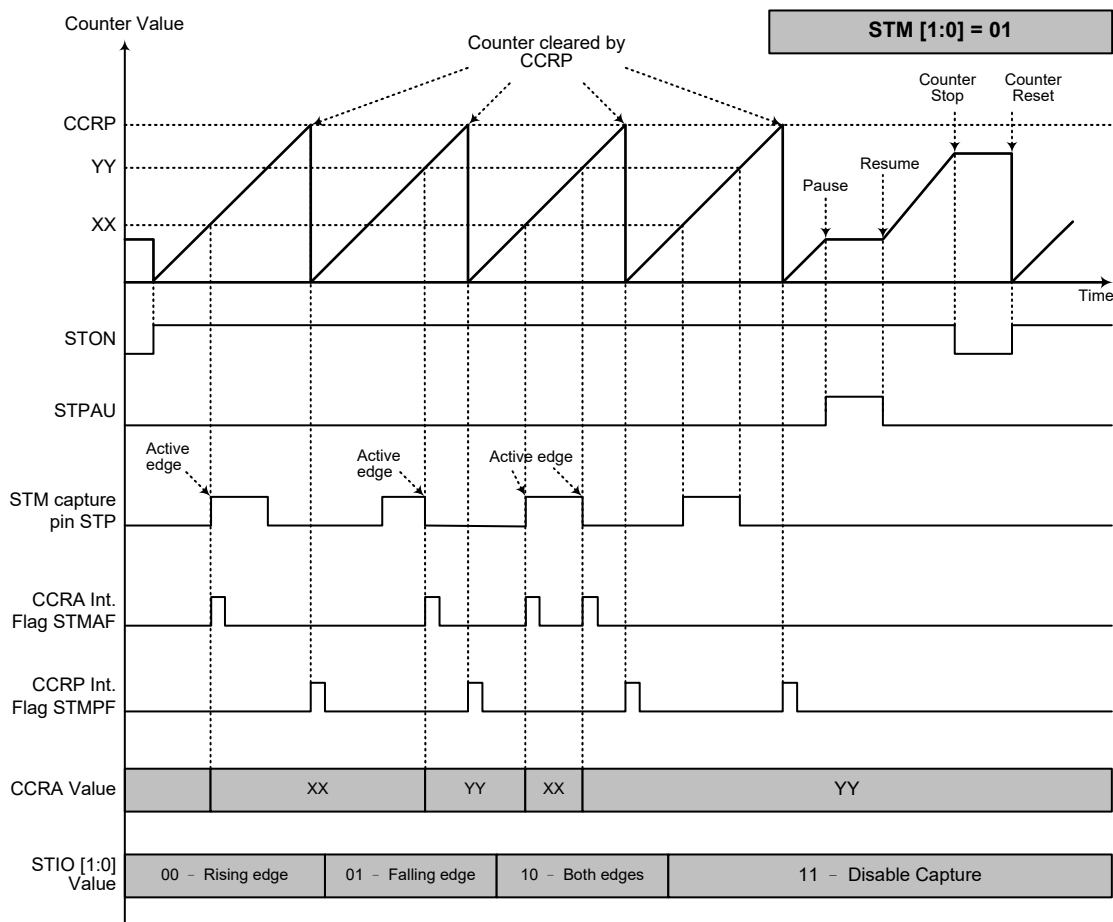 Counter Value
STM [1:0] = 01
Counter cleared by
CCRP
Counter
Stop
Counter
Reset
CCRP
YY
XX
Pause
Resume
Time
STON
STPAU
Active
edge
Active
edge
Active edge
STM capture
pin STP
CCRA Int.
Flag STMAF
CCRP Int.
Flag STMPF
CCRA Value
XX
YY
XX
YY
STIO [1:0]
Value
00 – Rising edge
01 – Falling edge
10 – Both edges
11 – Disable Capture